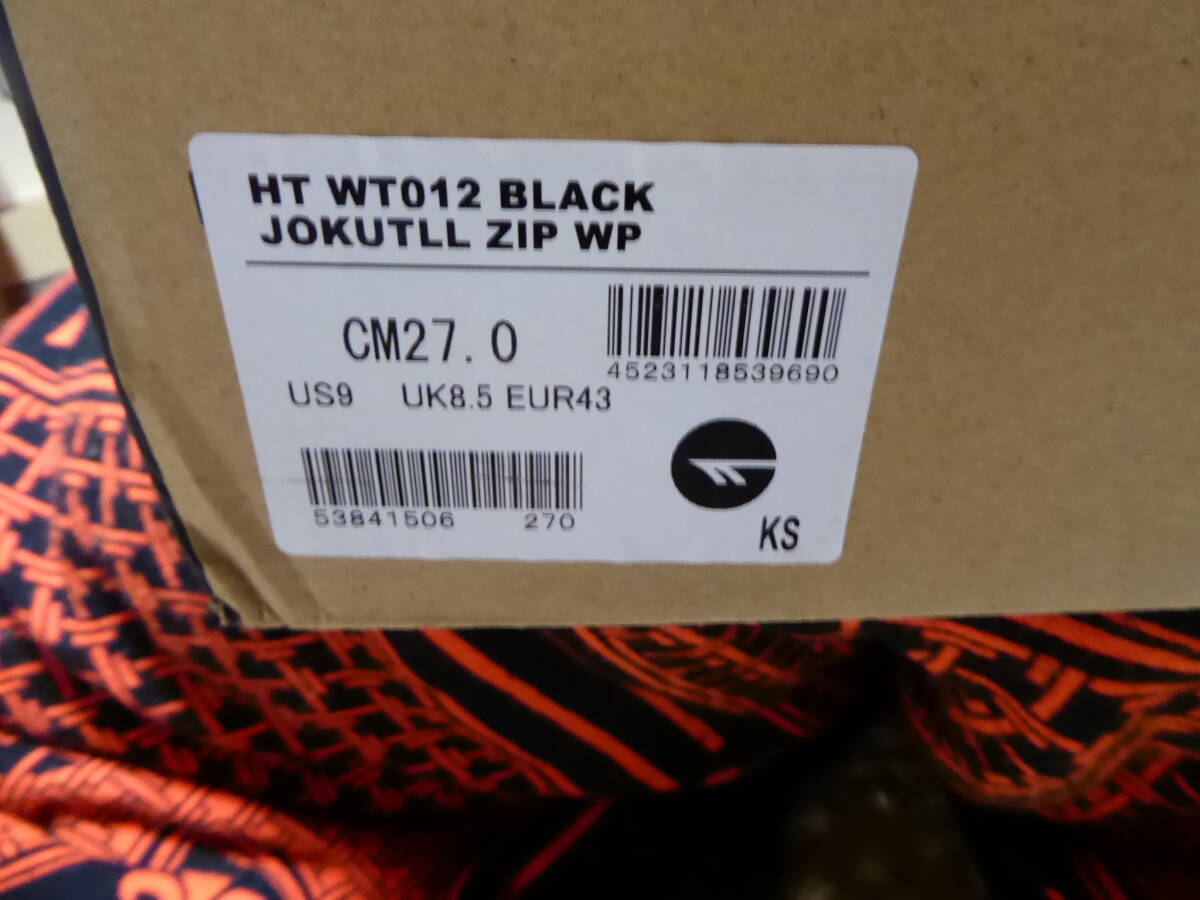 HT WT012 BLACK
JOKUTLL ZIP WP
CM27.0
4523118539690
US9 UK8.5 EUR43
53841506 270
KS